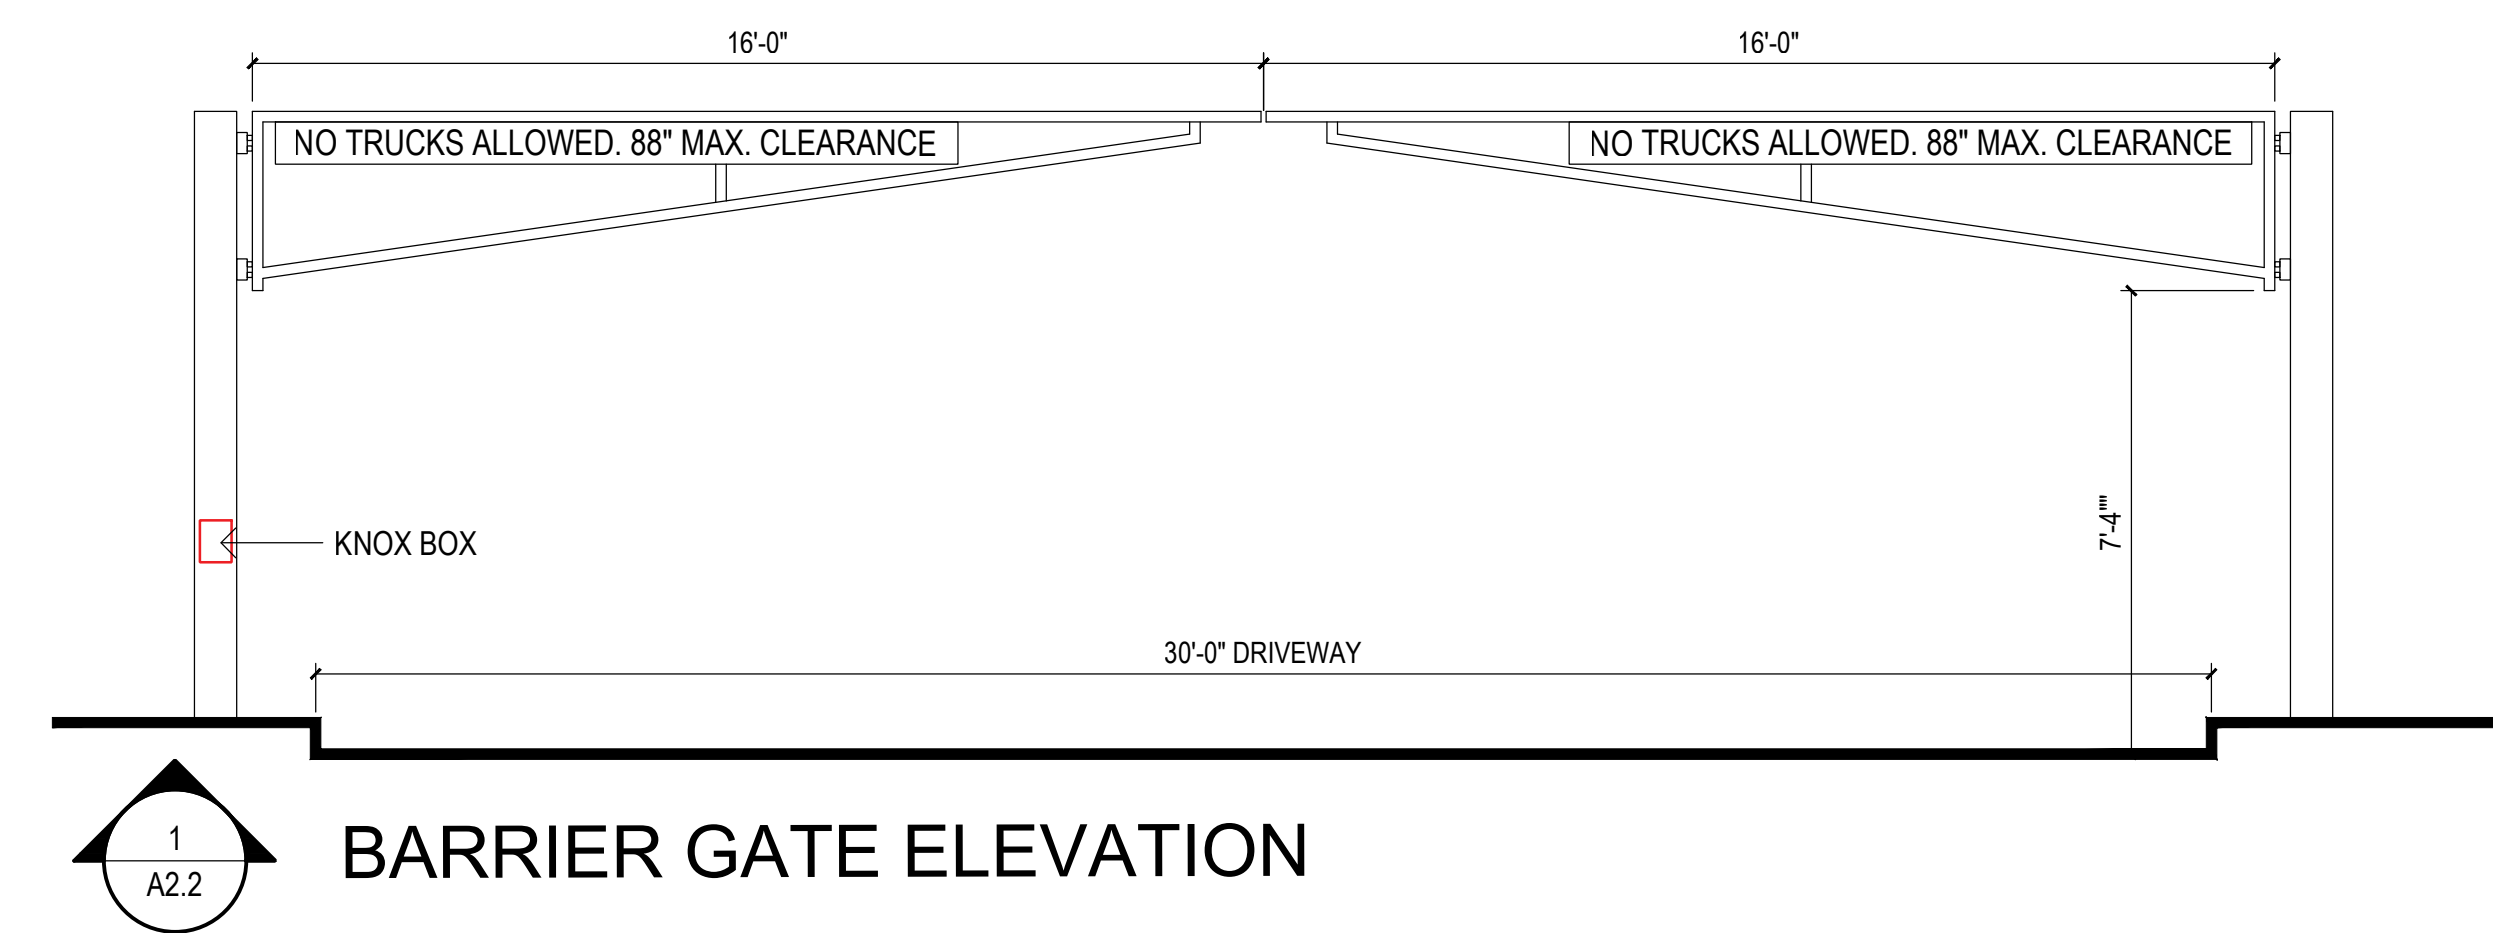 16'-0"
16'-0"
NO TRUCKS ALLOWED. 88" MAX. CLEARANCE
NO TRUCKS ALLOWED. 88" MAX. CLEARANCE
KNOX BOX
7'-4""
30'-0" DRIVEWAY
1
A2.2
BARRIER GATE ELEVATION